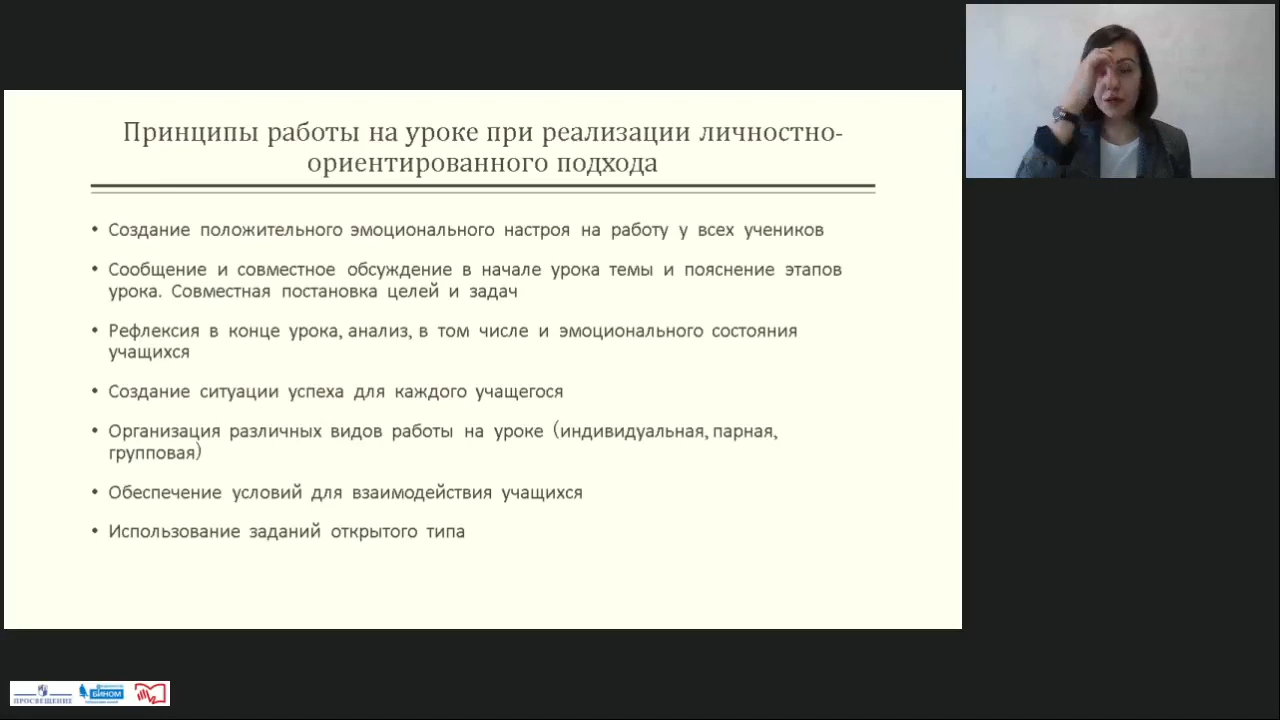 Принципы работы на уроке при реализации личностно-
ориентированного подхода
• Создание положительного эмоционального настроя на работу у всех учеников
• Сообщение и совместное обсуждение в начале урока темы и пояснение этапов
урока. Совместная постановка целей и задач
• Рефлексия в конце урока, анализ, в том числе и эмоционального состояния
учащихся
• Создание ситуации успеха для каждого учащегося
• Организация различных видов работы на уроке (индивидуальная, парная,
групповая)
• Обеспечение условий для взаимодействия учащихся
• Использование заданий открытого типа
ПРОСВЕЩЕНИЕ
БИНОМ